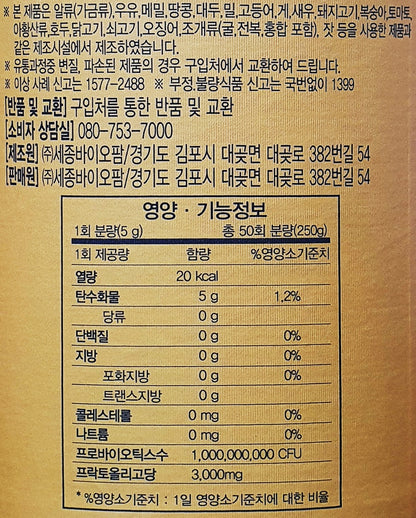 ※ 본 제품은 알류(가금류),우유,메밀,땅콩,대두,밀,고등어,게,새우,돼지고기,복숭아,토마토,
아황산류,호두,닭고기,쇠고기,오징어,조개류(굴,전복,홍합 포함), 잣 등을 사용한 제품과
같은 제조시설에서 제조하였습니다.
※ 유통과정중 변질, 파손된 제품의 경우 구입처에서 교환하여 드립니다.
※ 이상 사례 신고는 1577-2488 ※ 부정.불량식품 신고는 국번없이 1399
[반품 및 교환] 구입처를 통한 반품 및 교환
[소비자 상담실] 080-753-7000
[제조원] ㈜세종바이오팜/경기도 김포시 대곶면 대곶로 382번길 54
[판매원] ㈜세종바이오팜/경기도 김포시 대곶면 대곶로 382번길 54
영양 · 기능정보
1회 분량(5 g) 총 50회 분량(250g)
1회 제공량 함량 %영양소기준치
열량 20 kcal
탄수화물 5 g 1.2%
당류 0 g
단백질 0 g 0%
지방 0 g 0%
포화지방 0 g 0%
트랜스지방 0 g
콜레스테롤 0 mg 0%
나트륨 0 mg 0%
프로바이오틱스수 1,000,000,000 CFU
프락토올리고당 3,000mg
* %영양소기준치 : 1일 영양소기준치에 대한 비율